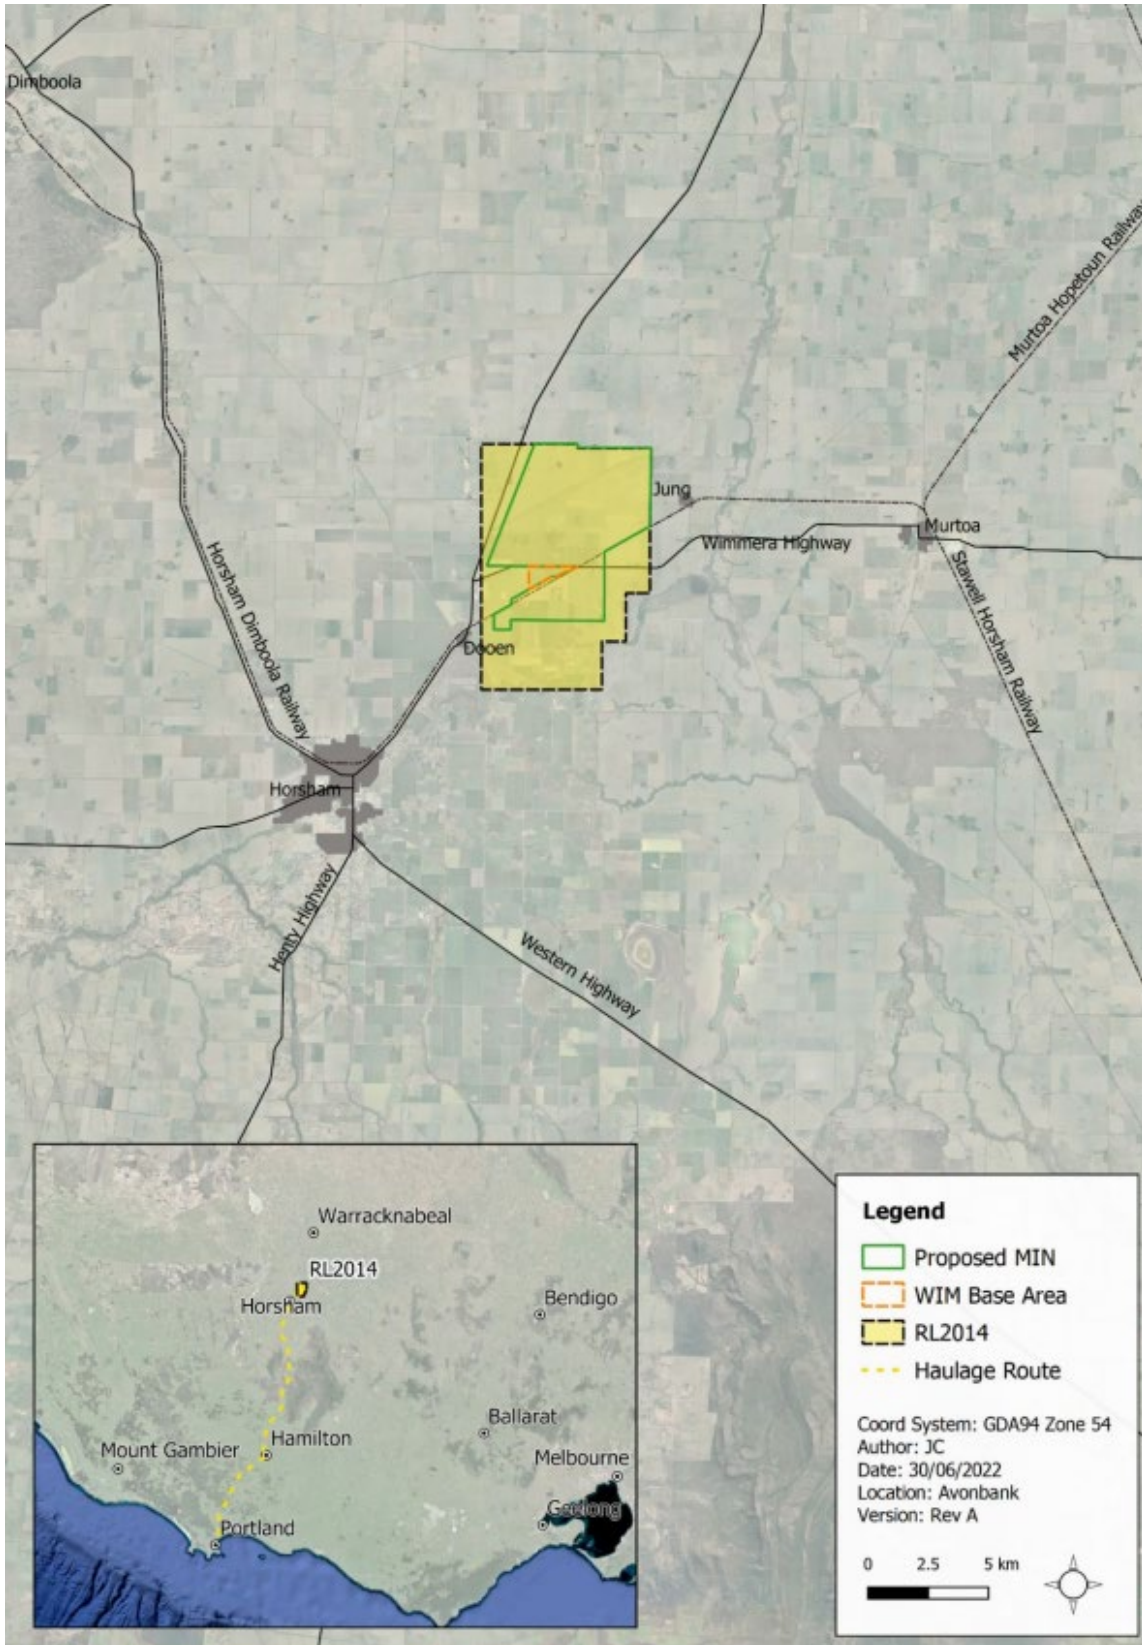 Dimboola
Murtoa Hopetoun Railway
Jung
Murtoa
Wimmera Highway
Horsham Dimboola Railway
Stawell Horsham Railway
Dooen
Horsham
Henty Highway
Western Highway
Warracknabeal
RL2014
Horsham
Bendigo
Ballarat
Hamilton
Mount Gambier
Melbourne
Geelong
Portland
Legend
Proposed MIN
WIM Base Area
RL2014
Haulage Route
Coord System: GDA94 Zone 54
Author: JC
Date: 30/06/2022
Location: Avonbank
Version: Rev A
0 2.5 5 km